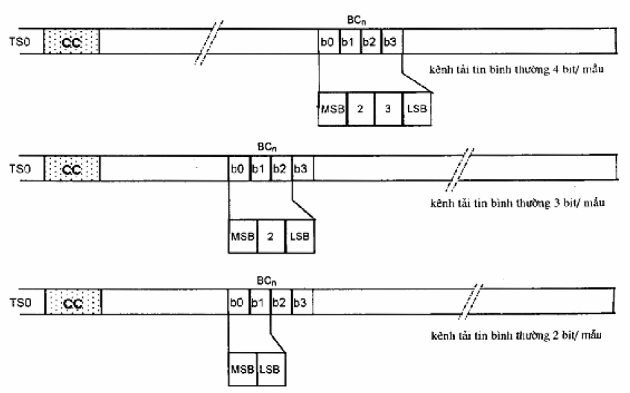 BCn
TS0 CC b0 b1 b2 b3
kênh tải tin bình thường 4 bit/ mẫu
MSB 2 3 LSB
BCn
TS0 CC b0 b1 b2 b3
kênh tải tin bình thường 3 bit/ mẫu
MSB 2 LSB
BCn
TS0 CC b0 b1 b2 b3
kênh tải tin bình thường 2 bit/ mẫu
MSB LSB